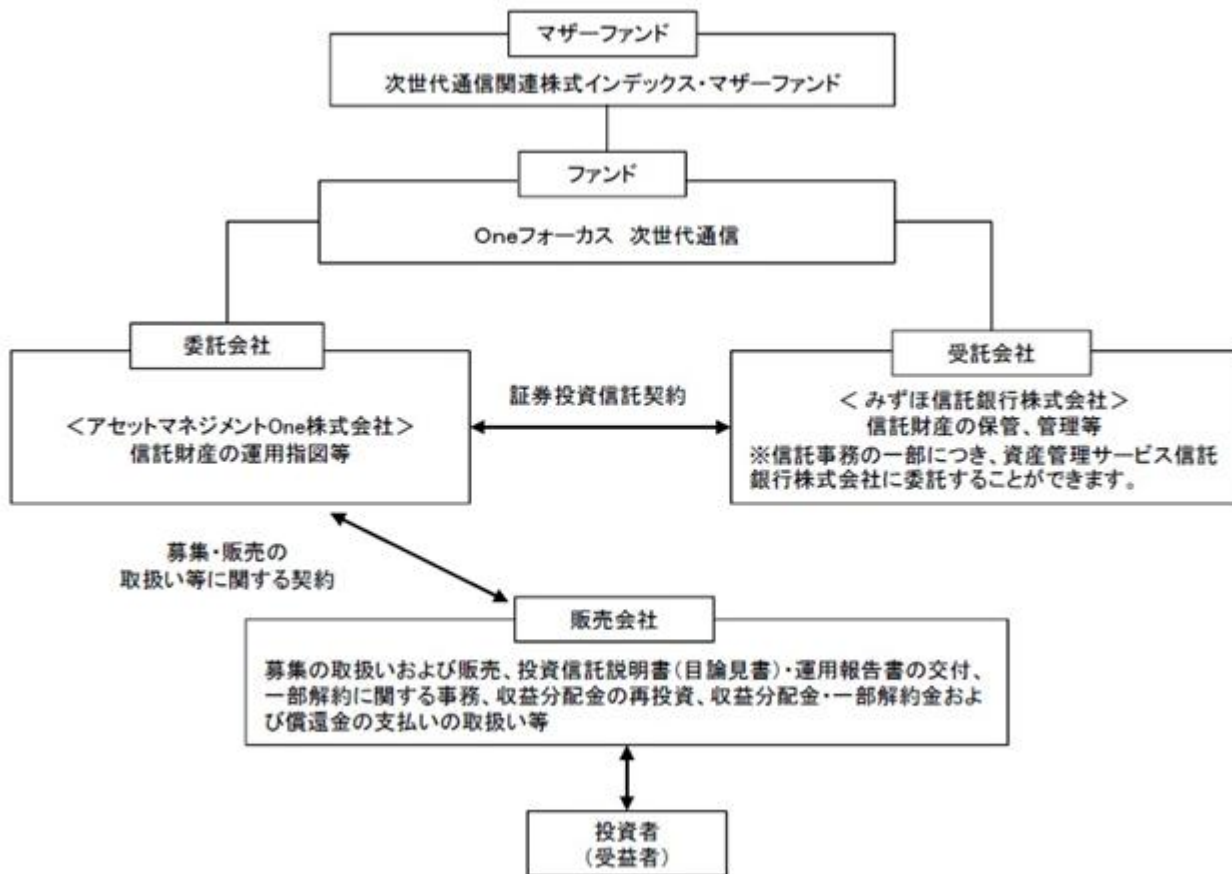 マザーファンド
次世代通信関連株式インデックス・マザーファンド
ファンド
Oneフォーカス 次世代通信
委託会社
<アセットマネジメントOne株式会社>
信託財産の運用指図等
証券投資信託契約
受託会社
< みずほ信託銀行株式会社>
信託財産の保管、管理等
※信託事務の一部につき、資産管理サービス信託
銀行株式会社に委託することができます。
募集・販売の
取扱い等に関する契約
販売会社
募集の取扱いおよび販売、投資信託説明書(目論見書)・運用報告書の交付、
一部解約に関する事務、収益分配金の再投資、収益分配金・一部解約金およ
び償還金の支払いの取扱い等
投資者
(受益者)